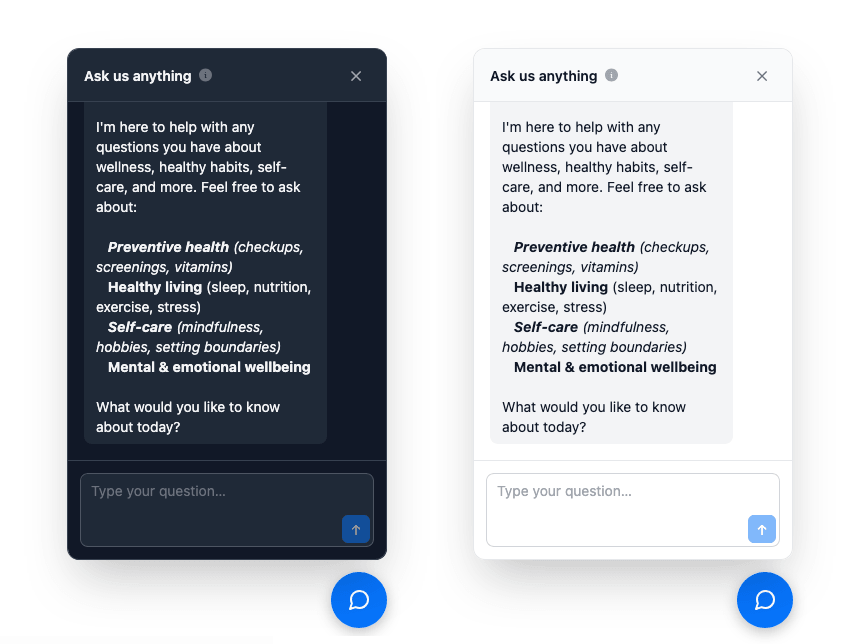 Ask us anything
I'm here to help with any
questions you have about
wellness, healthy habits, self-
care, and more. Feel free to ask
about:
Preventive health (checkups,
screenings, vitamins)
Healthy living (sleep, nutrition,
exercise, stress)
Self-care (mindfulness,
hobbies, setting boundaries)
Mental & emotional wellbeing
What would you like to know
about today?
Type your question...
Ask us anything
I'm here to help with any
questions you have about
wellness, healthy habits, self-
care, and more. Feel free to ask
about:
Preventive health (checkups,
screenings, vitamins)
Healthy living (sleep, nutrition,
exercise, stress)
Self-care (mindfulness,
hobbies, setting boundaries)
Mental & emotional wellbeing
What would you like to know
about today?
Type your question...